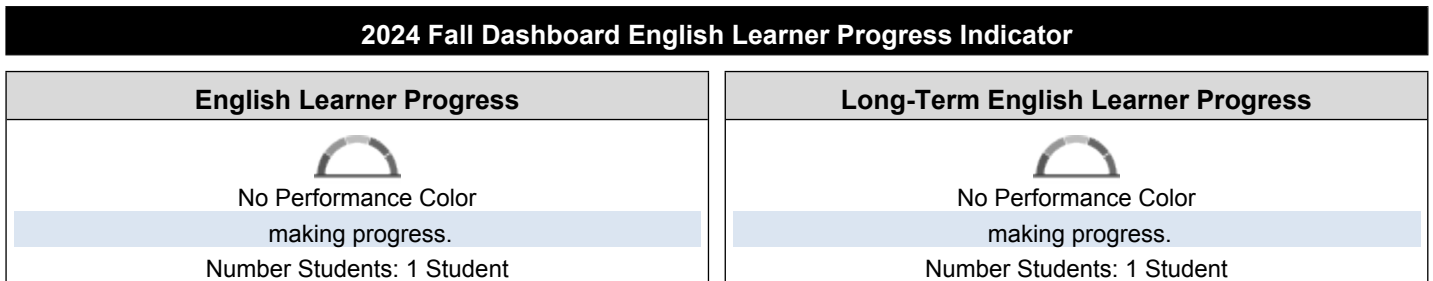 2024 Fall Dashboard English Learner Progress Indicator
English Learner Progress
No Performance Color
making progress.
Number Students: 1 Student
Long-Term English Learner Progress
No Performance Color
making progress.
Number Students: 1 Student